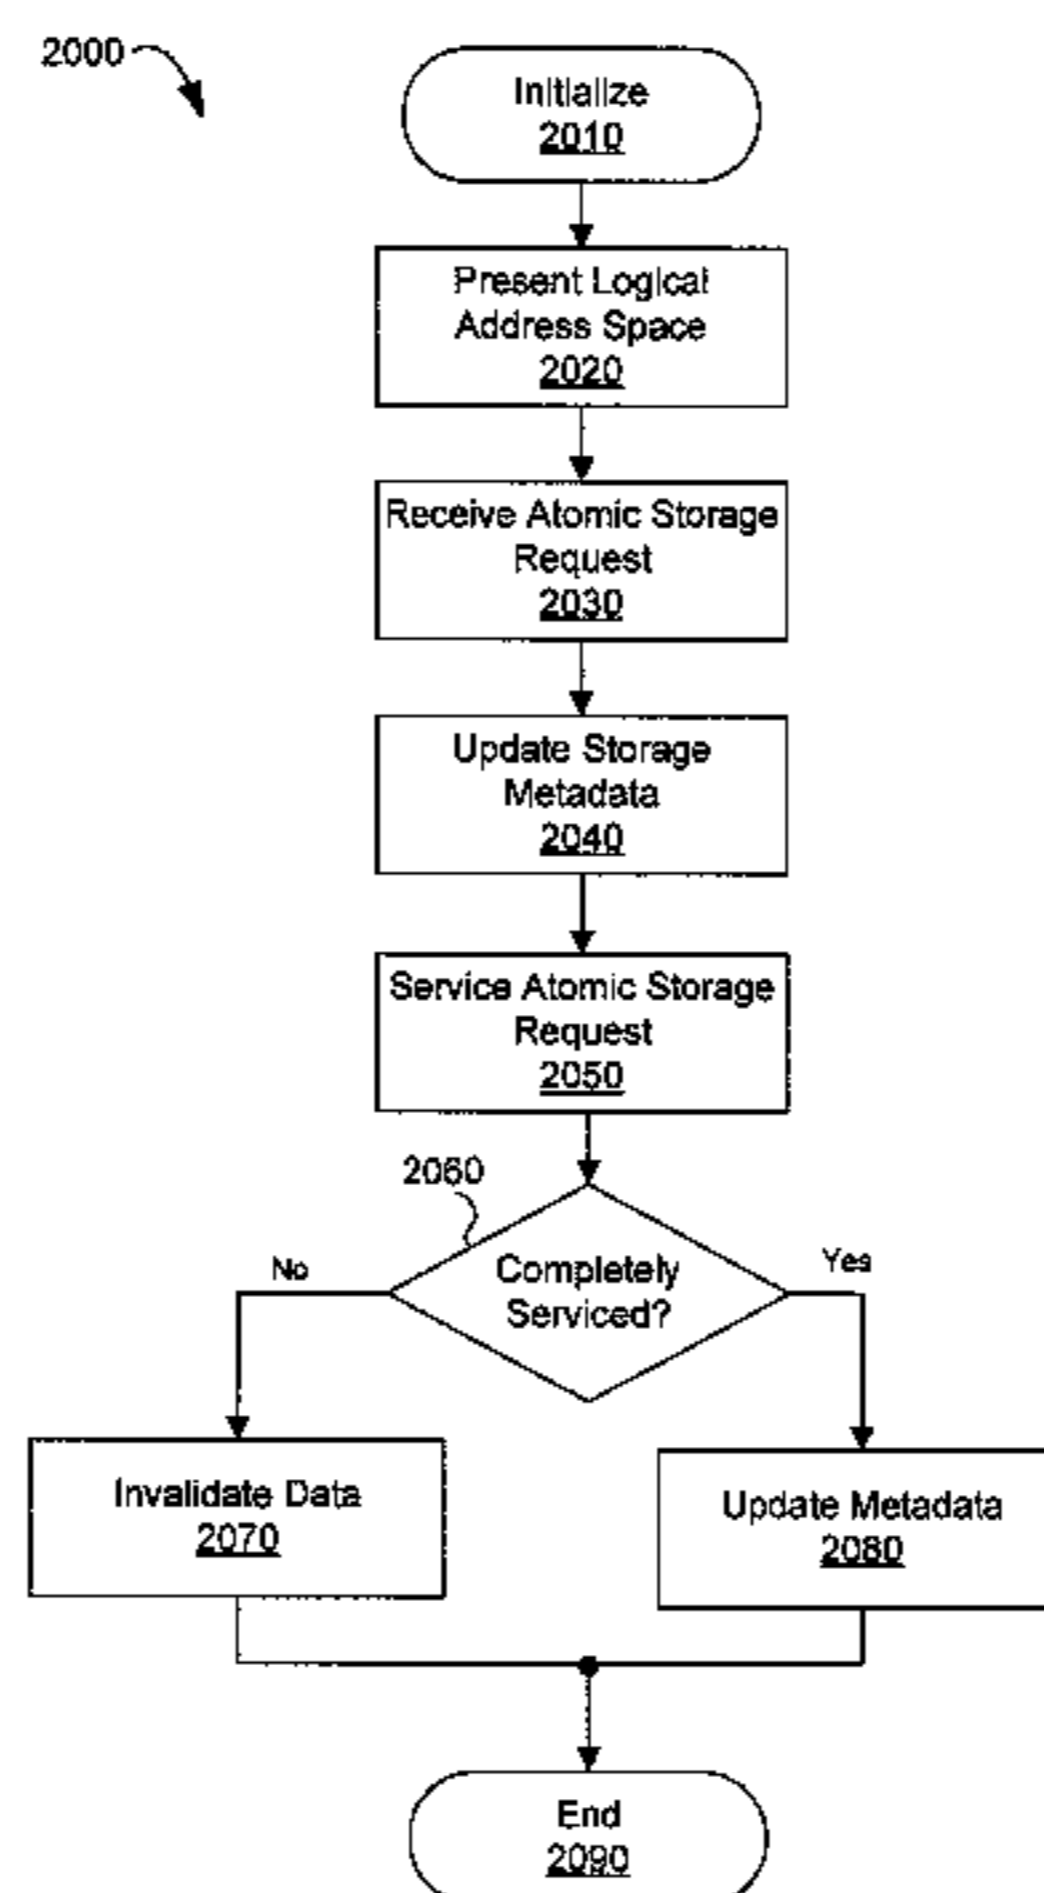 2000
Initialize
2010
Present Logical
Address Space
2020
Receive Atomic Storage
Request
2030
Update Storage
Metadata
2040
Service Atomic Storage
Request
2050
2060
No
Completely
Serviced?
Yes
Invalidate Data
2070
Update Metadata
2080
End
2090